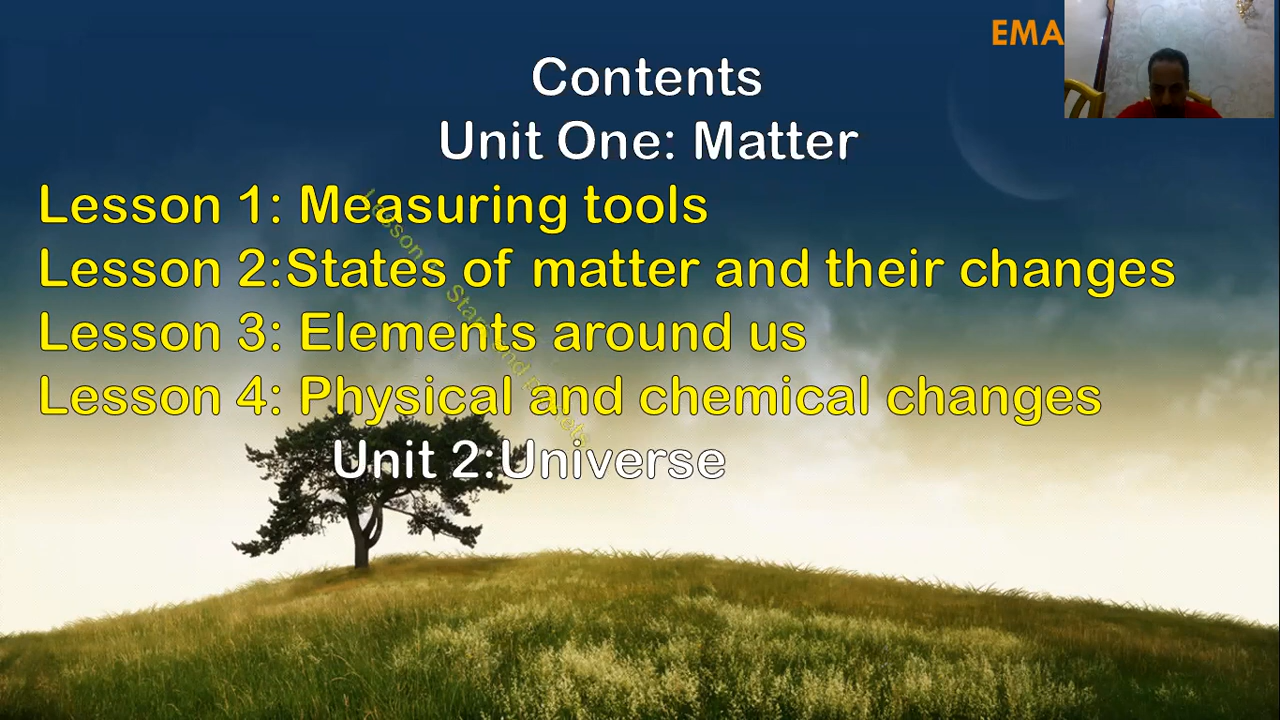 EMA
Contents
Unit One: Matter
Lesson 1: Measuring tools
Lesson 2:States of matter and their changes
Lesson 3: Elements around us
Lesson 4: Physical and chemical changes
Unit 2:Universe
Lesson